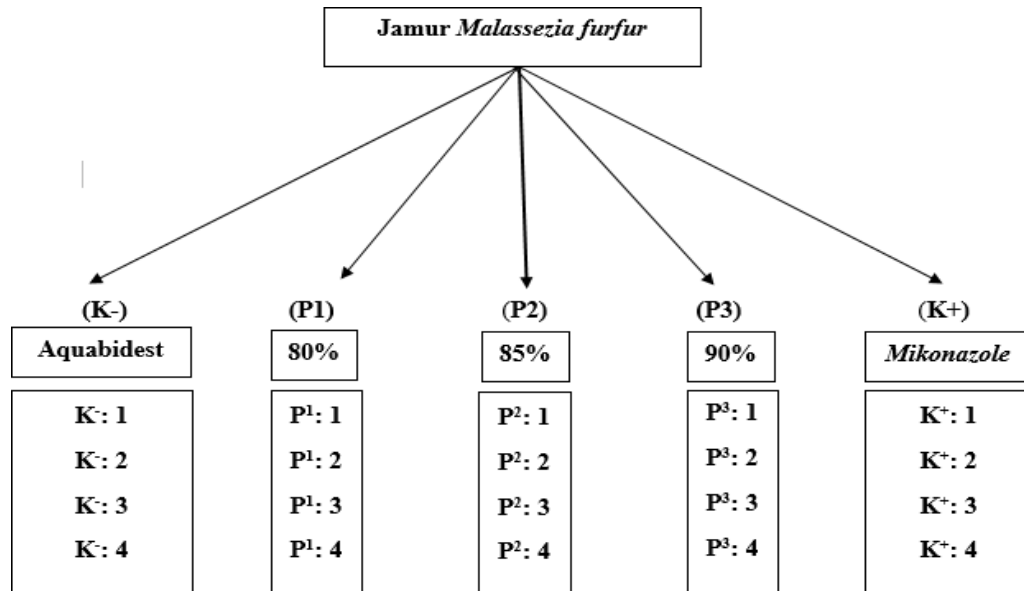 Jamur Malassezia furfur
(K-) (P1) (P2) (P3) (K+)
Aquabidest 80% 85% 90% Mikonazole
K⁻: 1 P¹: 1 P²: 1 P³: 1 K⁺: 1
K⁻: 2 P¹: 2 P²: 2 P³: 2 K⁺: 2
K⁻: 3 P¹: 3 P²: 3 P³: 3 K⁺: 3
K⁻: 4 P¹: 4 P²: 4 P³: 4 K⁺: 4